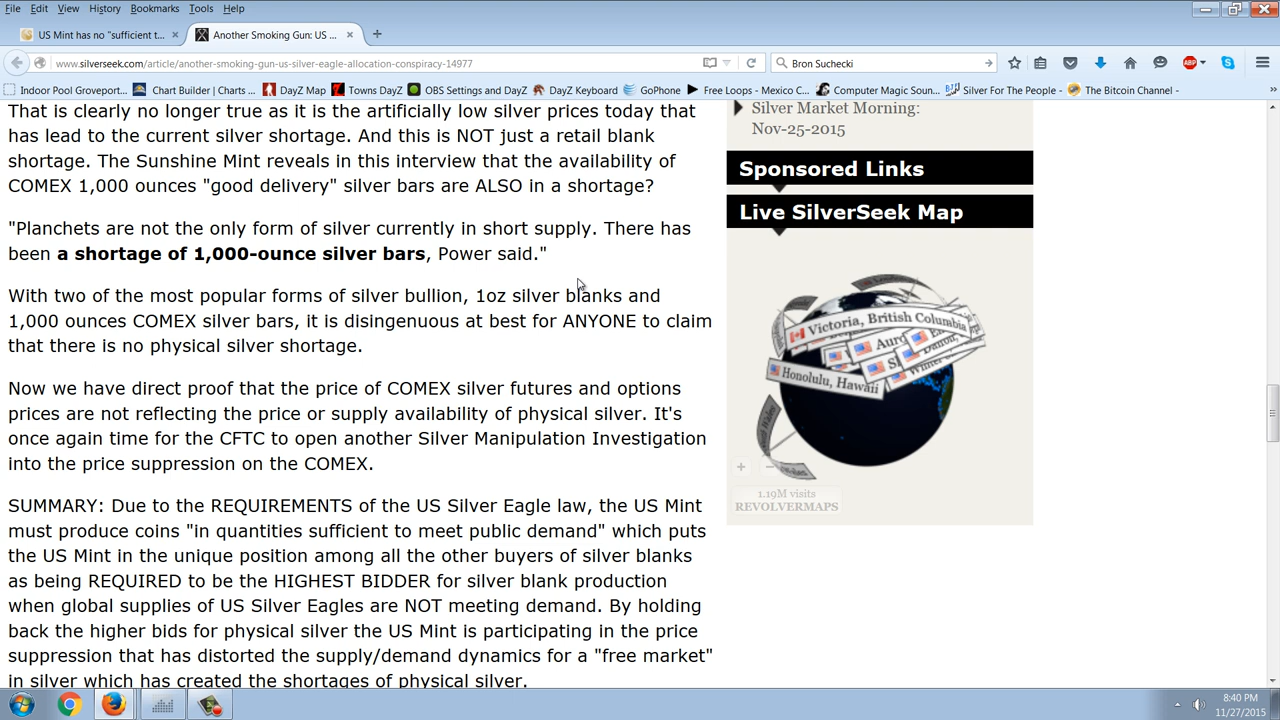 File Edit View History Bookmarks Tools Help
US Mint has no "sufficient t... × Another Smoking Gun: US ... × +
www.silverseek.com/article/another-smoking-gun-us-silver-eagle-allocation-conspiracy-14977 Bron Suchecki ABP
Indoor Pool Groveport... Chart Builder | Charts ... DayZ Map Towns DayZ OBS Settings and DayZ DayZ Keyboard GoPhone Free Loops - Mexico C... Computer Magic Soun... Silver For The People - ... The Bitcoin Channel -
That is clearly no longer true as it is the artificially low silver prices today that
has lead to the current silver shortage. And this is NOT just a retail blank
shortage. The Sunshine Mint reveals in this interview that the availability of
COMEX 1,000 ounces "good delivery" silver bars are ALSO in a shortage?
"Planchets are not the only form of silver currently in short supply. There has
been a shortage of 1,000-ounce silver bars, Power said."
With two of the most popular forms of silver bullion, 1oz silver blanks and
1,000 ounces COMEX silver bars, it is disingenuous at best for ANYONE to claim
that there is no physical silver shortage.
Now we have direct proof that the price of COMEX silver futures and options
prices are not reflecting the price or supply availability of physical silver. It's
once again time for the CFTC to open another Silver Manipulation Investigation
into the price suppression on the COMEX.
SUMMARY: Due to the REQUIREMENTS of the US Silver Eagle law, the US Mint
must produce coins "in quantities sufficient to meet public demand" which puts
the US Mint in the unique position among all the other buyers of silver blanks
as being REQUIRED to be the HIGHEST BIDDER for silver blank production
when global supplies of US Silver Eagles are NOT meeting demand. By holding
back the higher bids for physical silver the US Mint is participating in the price
suppression that has distorted the supply/demand dynamics for a "free market"
in silver which has created the shortages of physical silver.
Silver Market Morning:
Nov-25-2015
Sponsored Links
Live SilverSeek Map
Victoria, British Columbia
Honolulu, Hawaii
1.19M visits
REVOLVERMAPS
8:40 PM
11/27/2015